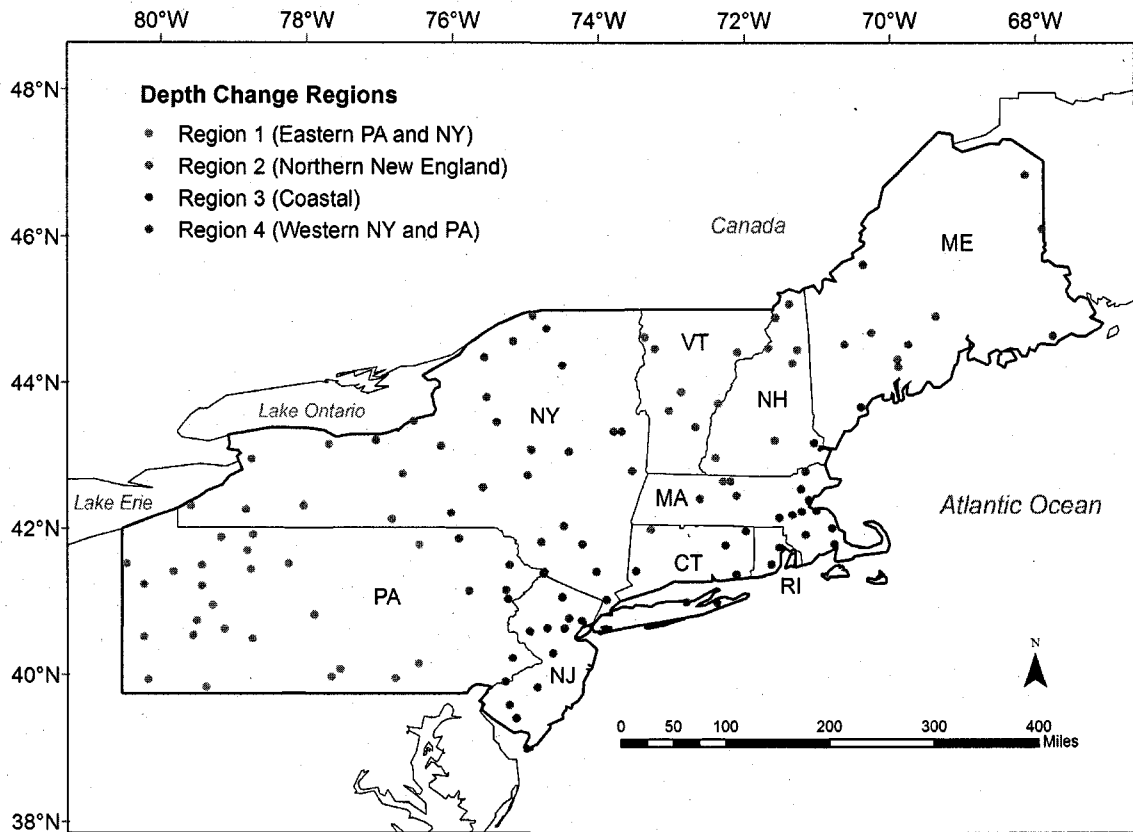 80°W 78°W 76°W 74°W 72°W 70°W 68°W
48°N
46°N
44°N
42°N
40°N
38°N
Depth Change Regions
Region 1 (Eastern PA and NY)
Region 2 (Northern New England)
Region 3 (Coastal)
Region 4 (Western NY and PA)
Canada
ME
VT
NH
NY
Lake Ontario
Lake Erie
MA
Atlantic Ocean
CT
RI
PA
NJ
N
0 50 100 200 300 400
Miles